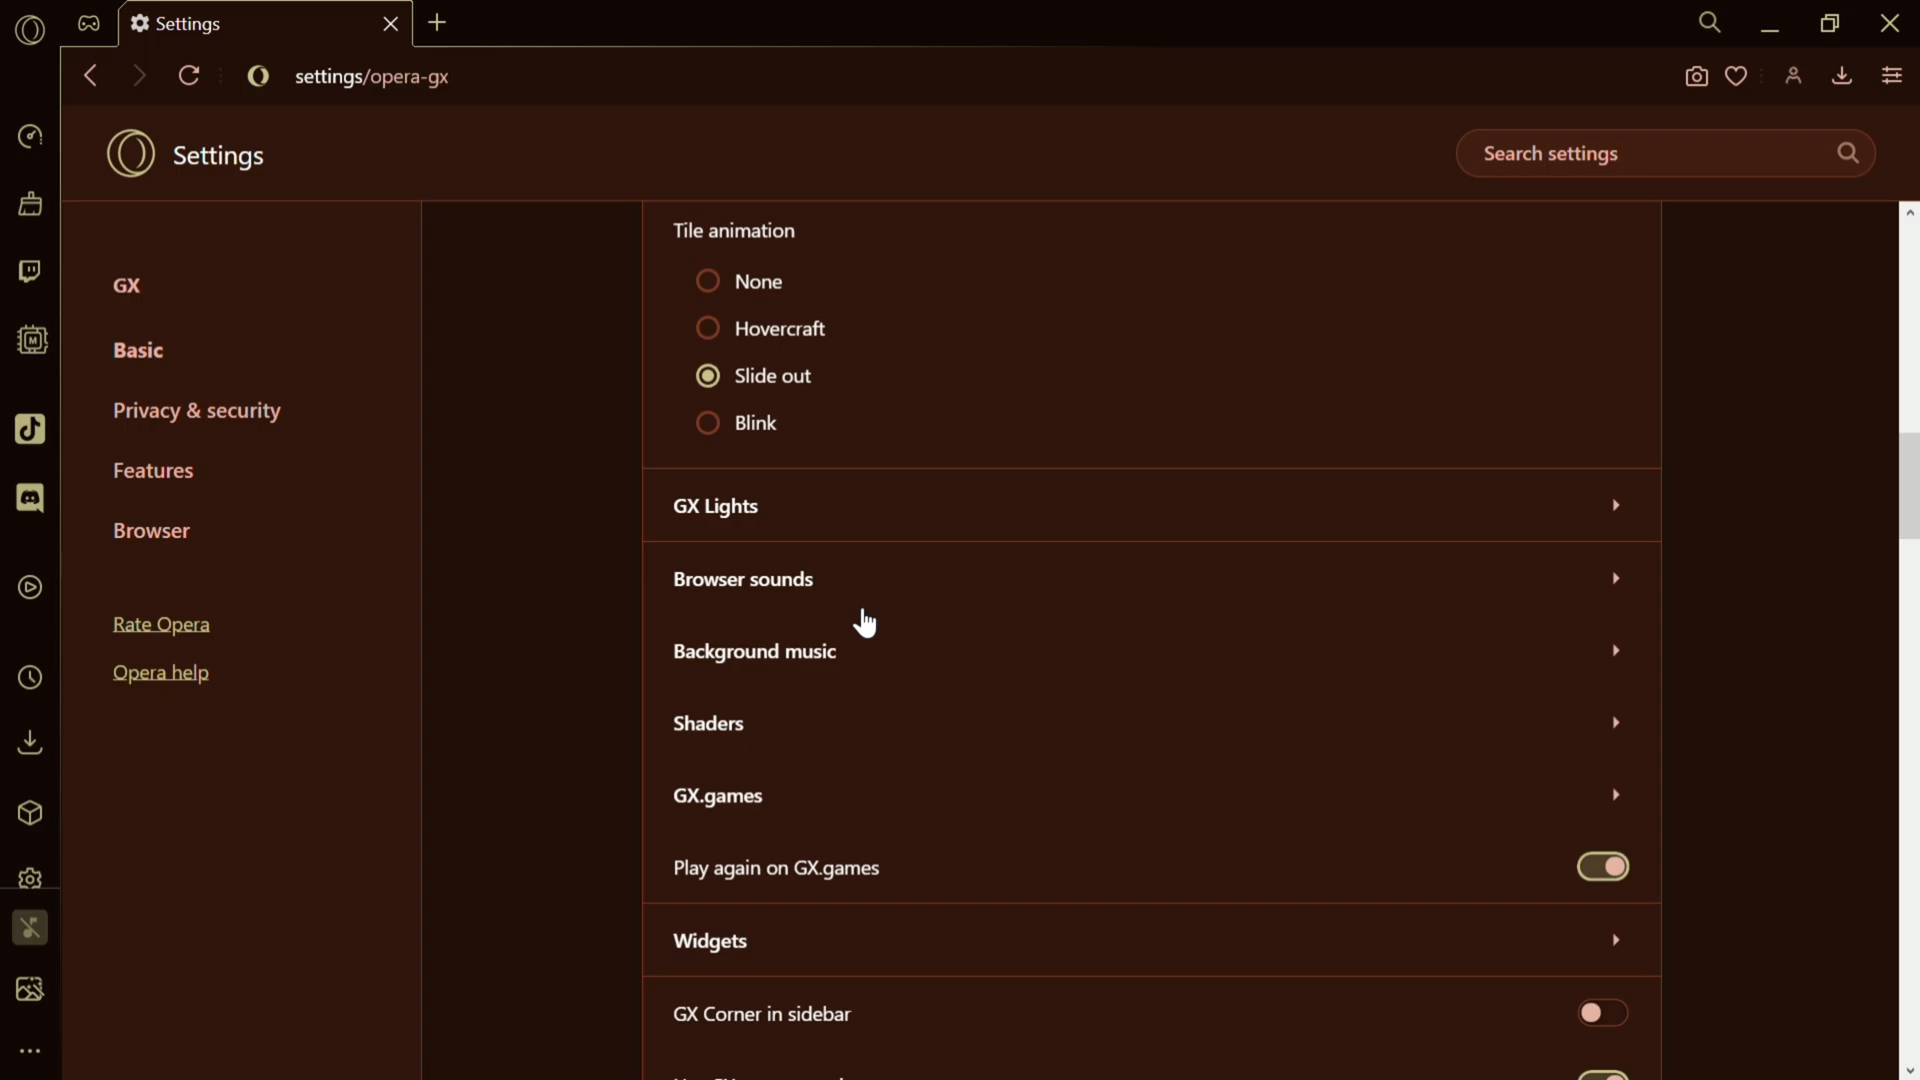 Settings
settings/opera-gx
Settings
Search settings
GX
Basic
Privacy & security
Features
Browser
Rate Opera
Opera help
Tile animation
None
Hovercraft
Slide out
Blink
GX Lights
Browser sounds
Background music
Shaders
GX.games
Play again on GX.games
Widgets
GX Corner in sidebar